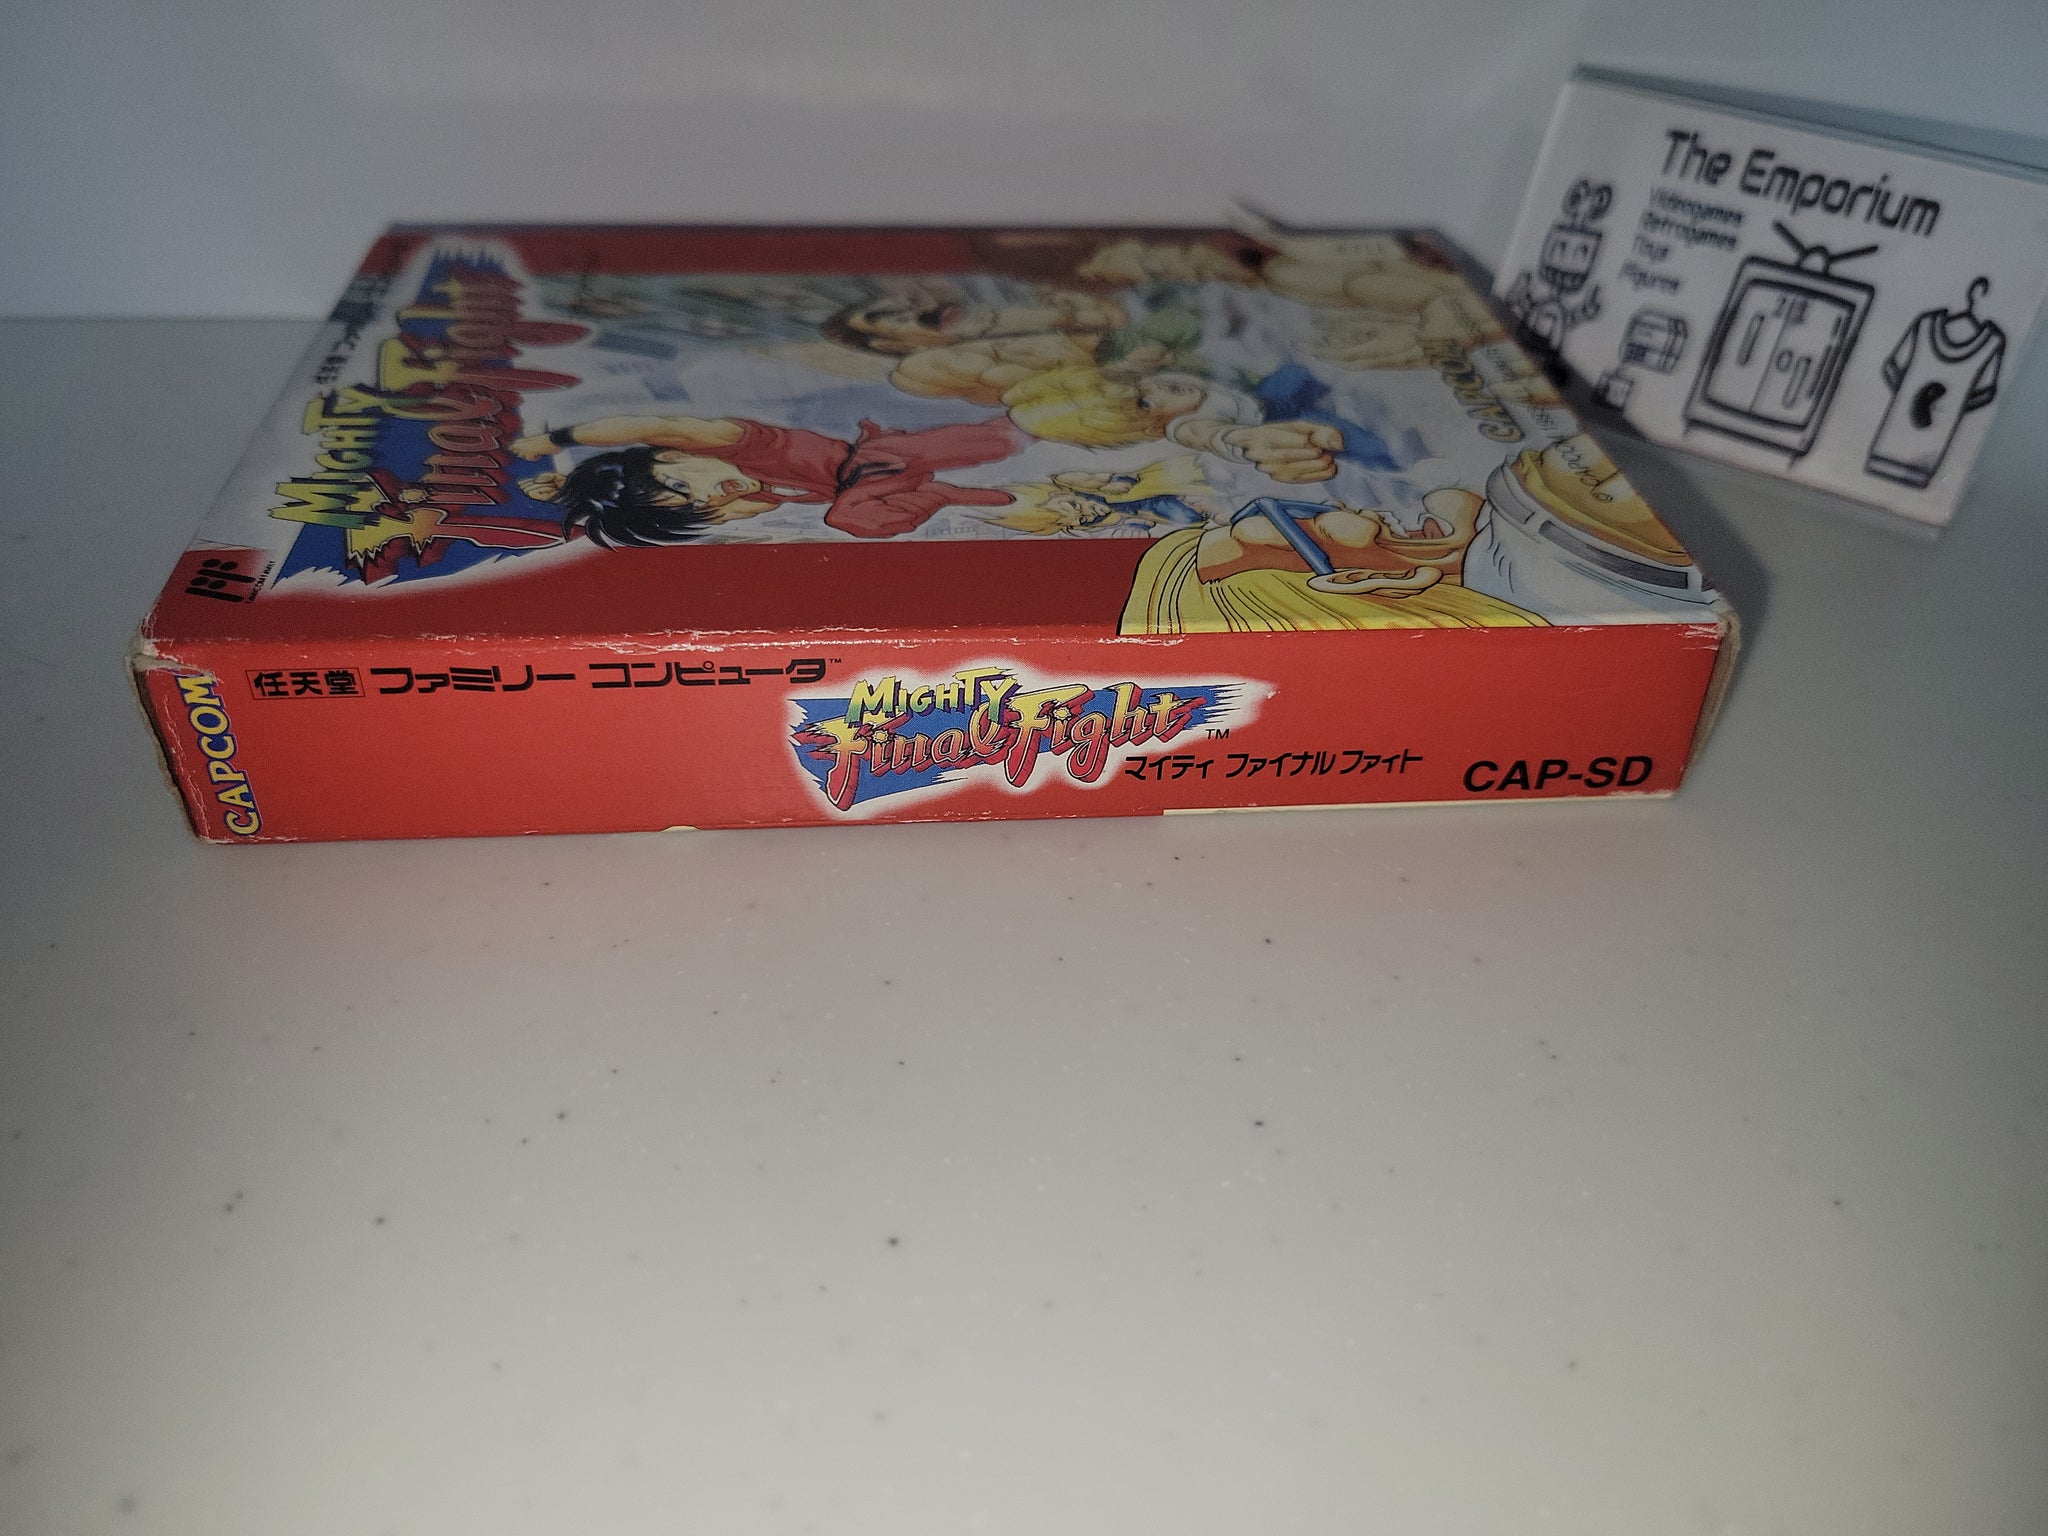 The Emporium
Videogames
Retrogames
Toys
Figures
MIGHTY
Final Fight
CAPCOM
FF
CAPCOM
任天堂 ファミリー コンピュータ™
MIGHTY
Final Fight™
マイティ ファイナルファイト
CAP-SD